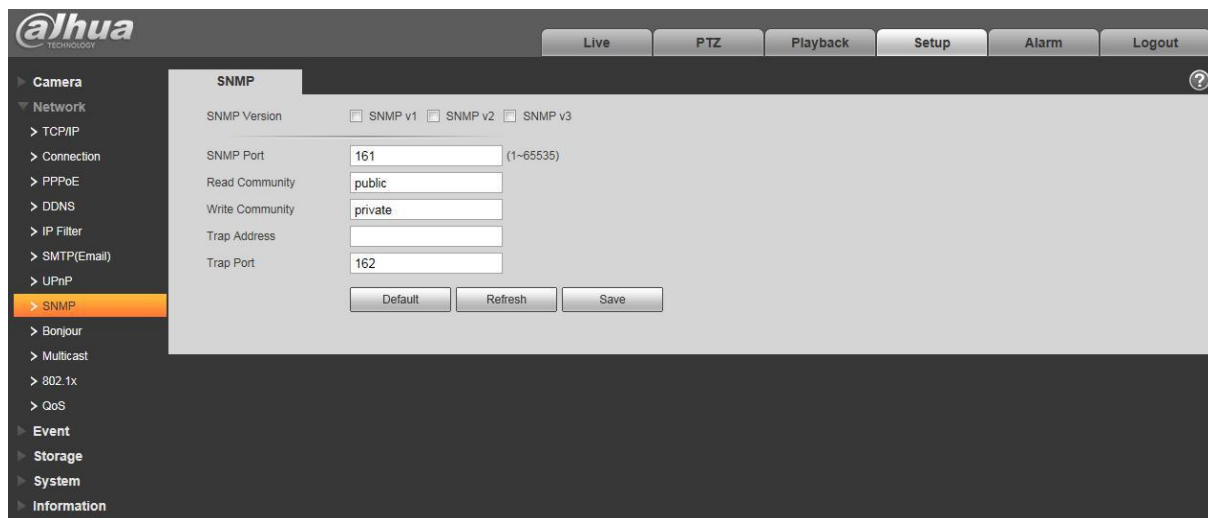 alhua
TECHNOLOGY
Live PTZ Playback Setup Alarm Logout
Camera
Network
> TCP/IP
> Connection
> PPPoE
> DDNS
> IP Filter
> SMTP(Email)
> UPnP
> SNMP
> Bonjour
> Multicast
> 802.1x
> QoS
Event
Storage
System
Information
SNMP
?
SNMP Version SNMP v1 SNMP v2 SNMP v3
SNMP Port 161 (1~65535)
Read Community public
Write Community private
Trap Address
Trap Port 162
Default Refresh Save